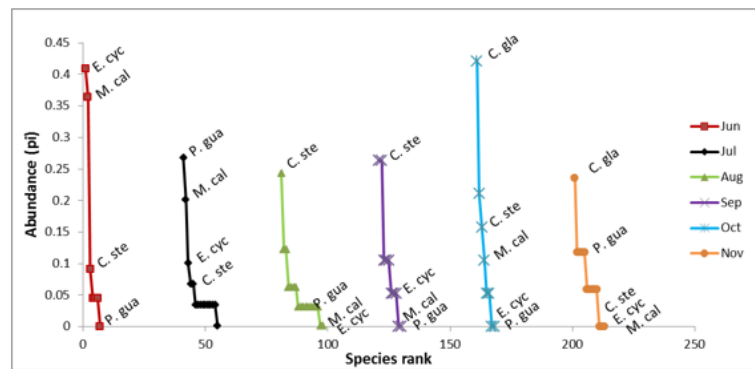 Abundance (pi)
0.45
0.4
0.35
0.3
0.25
0.2
0.15
0.1
0.05
0
0
50
100
150
200
250
Species rank
E. cyc
M. cal
C. ste
P. gua
P. gua
M. cal
E. cyc
C. ste
C. ste
P. gua
M. cal
E. cyc
C. ste
E. cyc
M. cal
P. gua
C. gla
C. ste
M. cal
E. cyc
P. gua
C. gla
P. gua
C. ste
E. cyc
M. cal
Jun
Jul
Aug
Sep
Oct
Nov